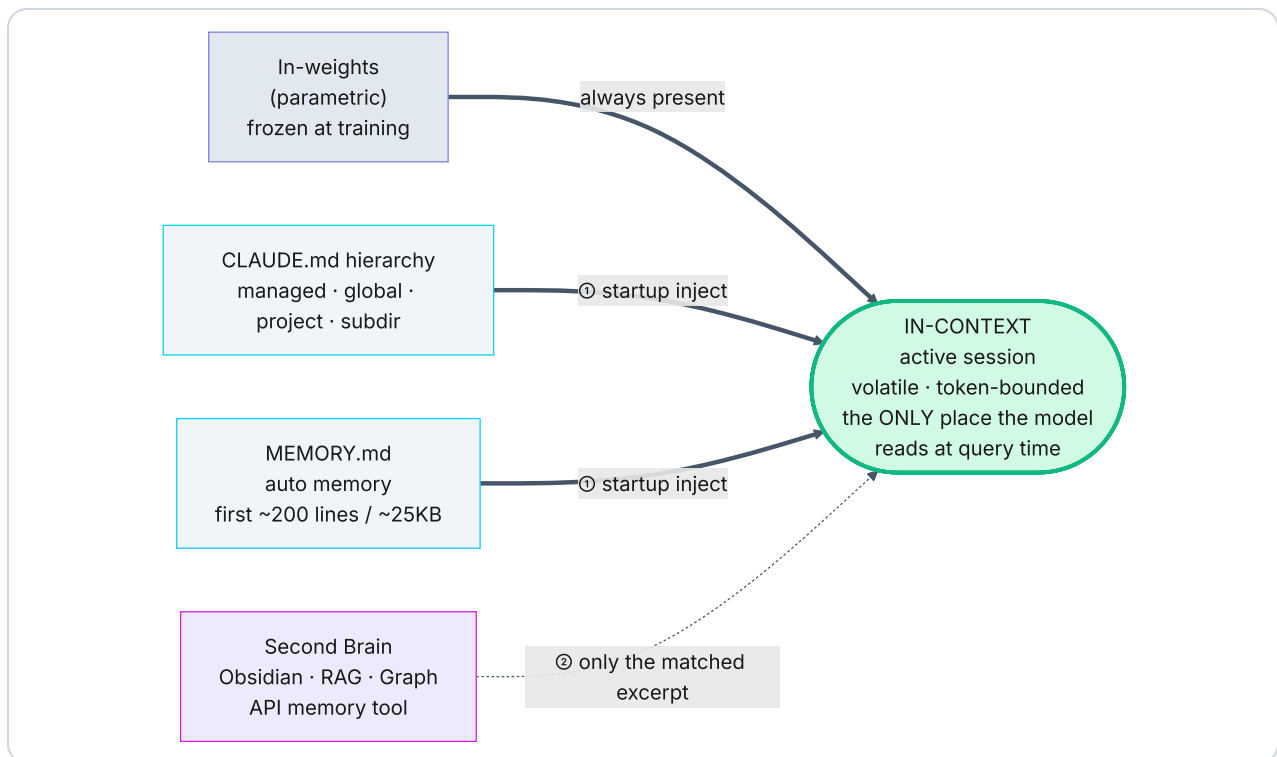 In-weights
(parametric)
frozen at training
always present
CLAUDE.md hierarchy
managed · global ·
project · subdir
① startup inject
IN-CONTEXT
active session
volatile · token-bounded
the ONLY place the model
reads at query time
MEMORY.md
auto memory
first ~200 lines / ~25KB
① startup inject
Second Brain
Obsidian · RAG · Graph
API memory tool
② only the matched
excerpt